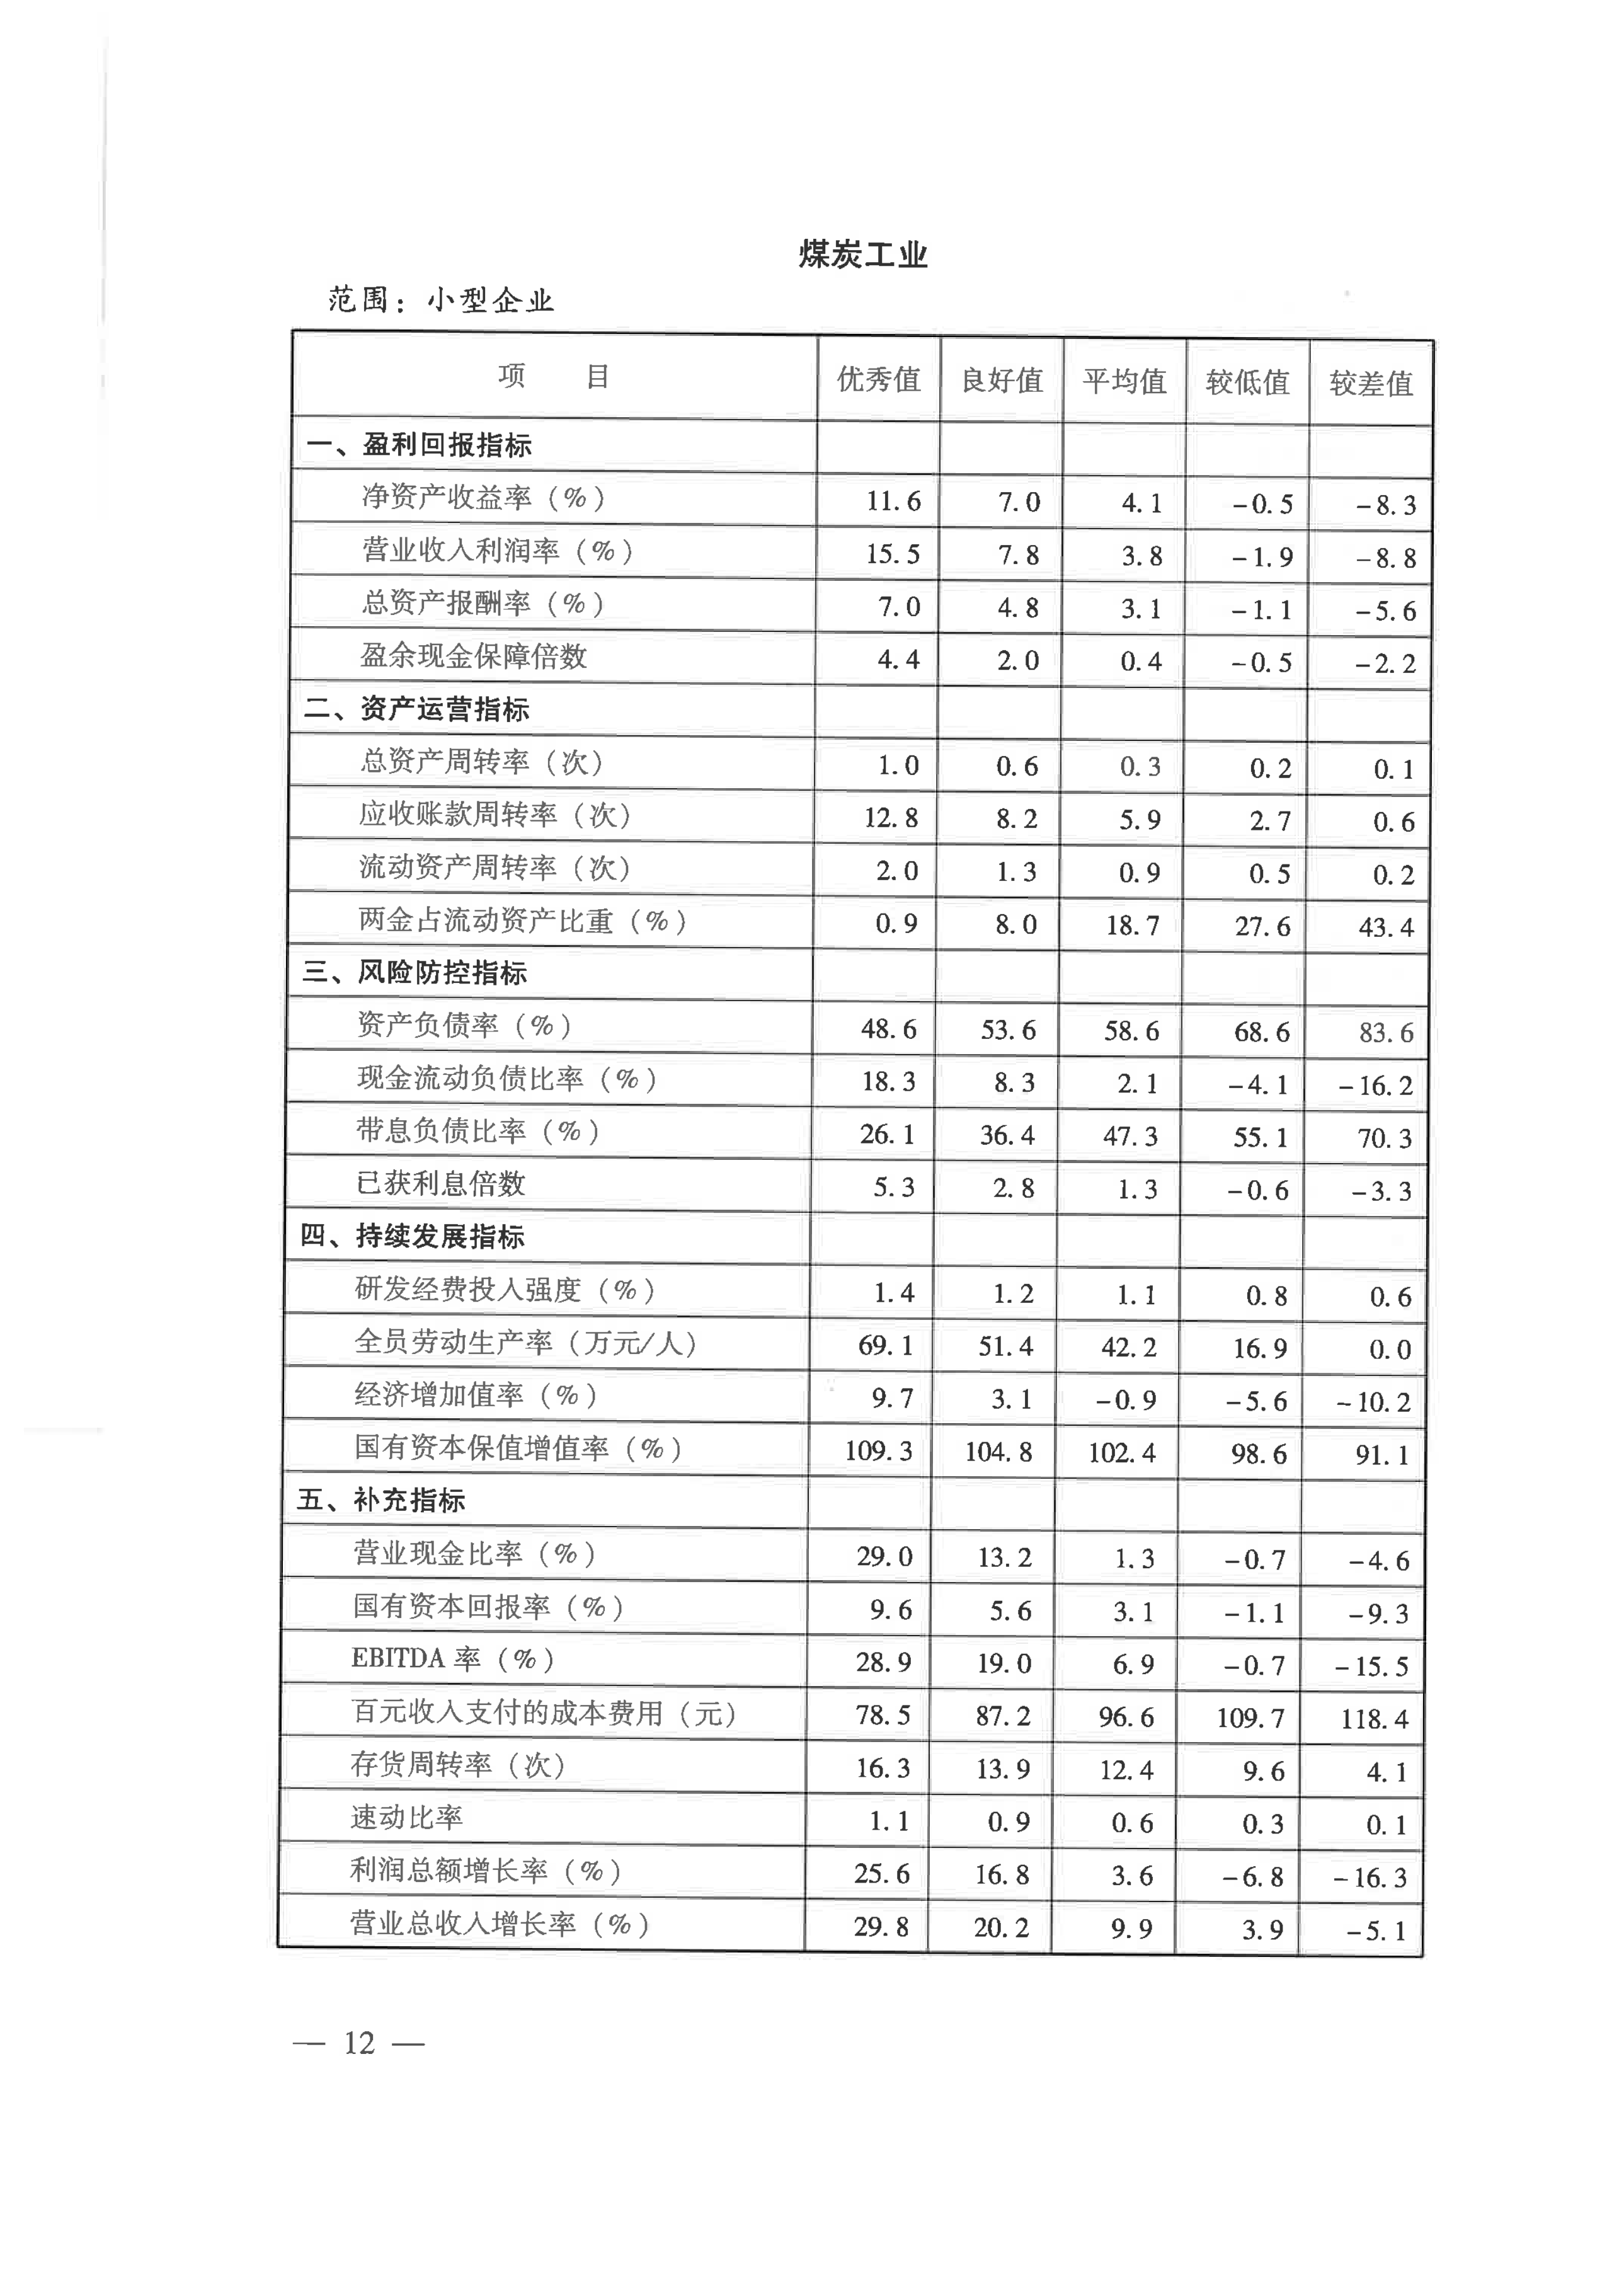 煤炭工业
范围：小型企业
项 目 优秀值 良好值 平均值 较低值 较差值
一、盈利回报指标
净资产收益率（%） 11.6 7.0 4.1 -0.5 -8.3
营业收入利润率（%） 15.5 7.8 3.8 -1.9 -8.8
总资产报酬率（%） 7.0 4.8 3.1 -1.1 -5.6
盈余现金保障倍数 4.4 2.0 0.4 -0.5 -2.2
二、资产运营指标
总资产周转率（次） 1.0 0.6 0.3 0.2 0.1
应收账款周转率（次） 12.8 8.2 5.9 2.7 0.6
流动资产周转率（次） 2.0 1.3 0.9 0.5 0.2
两金占流动资产比重（%） 0.9 8.0 18.7 27.6 43.4
三、风险防控指标
资产负债率（%） 48.6 53.6 58.6 68.6 83.6
现金流动负债比率（%） 18.3 8.3 2.1 -4.1 -16.2
带息负债比率（%） 26.1 36.4 47.3 55.1 70.3
已获利息倍数 5.3 2.8 1.3 -0.6 -3.3
四、持续发展指标
研发经费投入强度（%） 1.4 1.2 1.1 0.8 0.6
全员劳动生产率（万元/人） 69.1 51.4 42.2 16.9 0.0
经济增加值率（%） 9.7 3.1 -0.9 -5.6 -10.2
国有资本保值增值率（%） 109.3 104.8 102.4 98.6 91.1
五、补充指标
营业现金比率（%） 29.0 13.2 1.3 -0.7 -4.6
国有资本回报率（%） 9.6 5.6 3.1 -1.1 -9.3
EBITDA 率（%） 28.9 19.0 6.9 -0.7 -15.5
百元收入支付的成本费用（元） 78.5 87.2 96.6 109.7 118.4
存货周转率（次） 16.3 13.9 12.4 9.6 4.1
速动比率 1.1 0.9 0.6 0.3 0.1
利润总额增长率（%） 25.6 16.8 3.6 -6.8 -16.3
营业总收入增长率（%） 29.8 20.2 9.9 3.9 -5.1
— 12 —